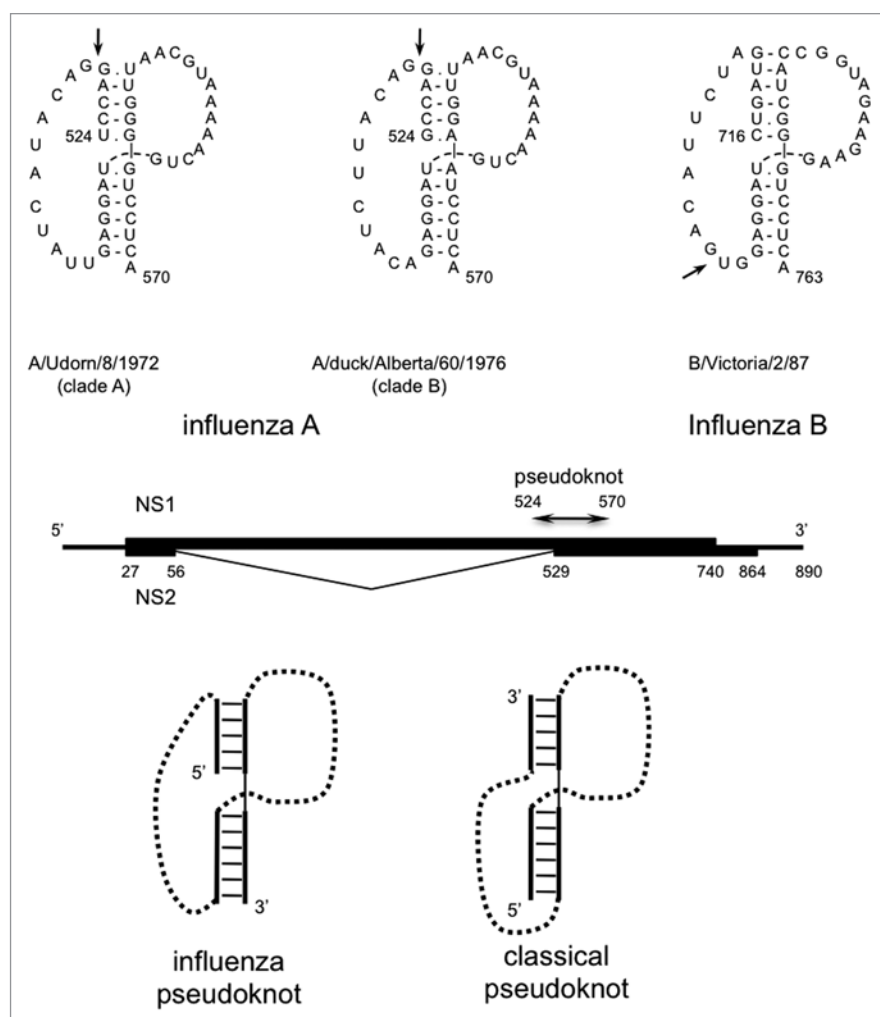 G G A C C U
524
A C A U A C U A U U
G A G G A U
G U C A A A A A U G C A A U
U G G G G U C C U C A
570
A/Udorn/8/1972
(clade A)
G G A C C G
524
A C A U U C U A C A
G A G G A U
G U C A A A A U G C A A U
U G G A A U C C U C A
570
A/duck/Alberta/60/1976
(clade B)
influenza A
A G U A G U C
716
U C U U A C A G U G
G A G G A U
G A A G A A G A U G G C C
A U C G G G U C C U C A
763
B/Victoria/2/87
Influenza B
pseudoknot
524 570
NS1
5' 3'
27 56 529 740 864 890
NS2
5'
3'
influenza
pseudoknot
3'
5'
classical
pseudoknot